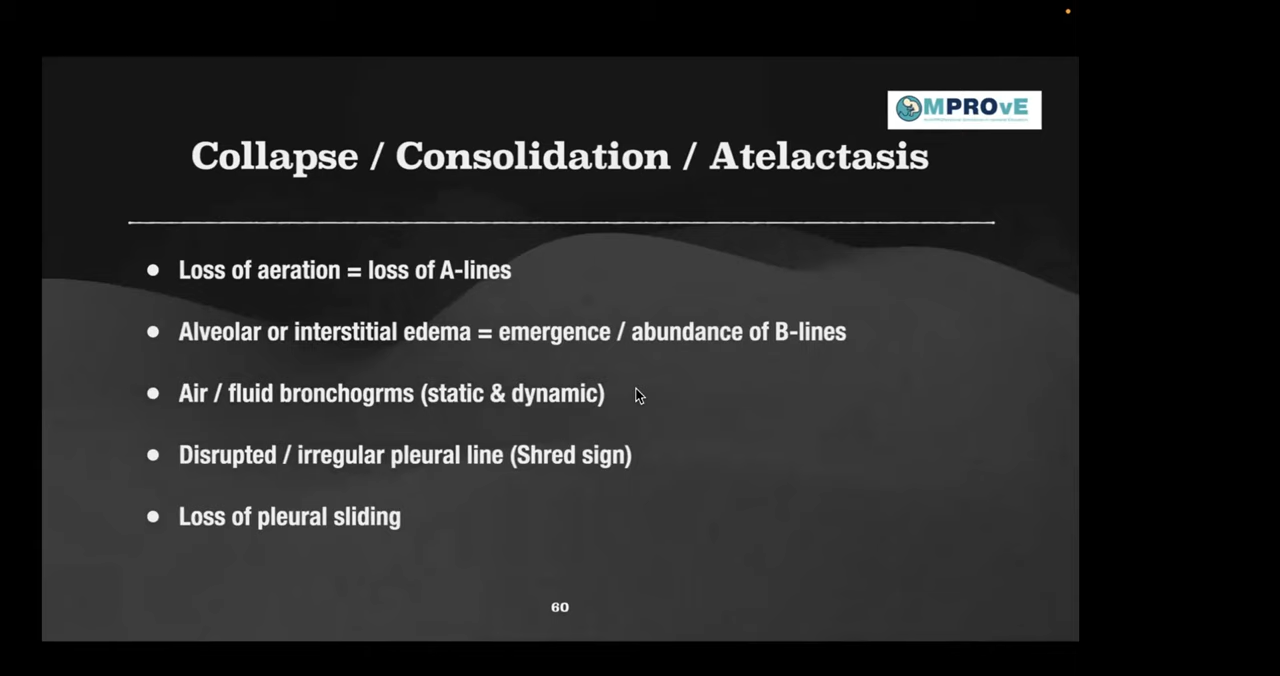 MPROvE
Collapse / Consolidation / Atelactasis
• Loss of aeration = loss of A-lines
• Alveolar or interstitial edema = emergence / abundance of B-lines
• Air / fluid bronchogrms (static & dynamic)
• Disrupted / irregular pleural line (Shred sign)
• Loss of pleural sliding
60